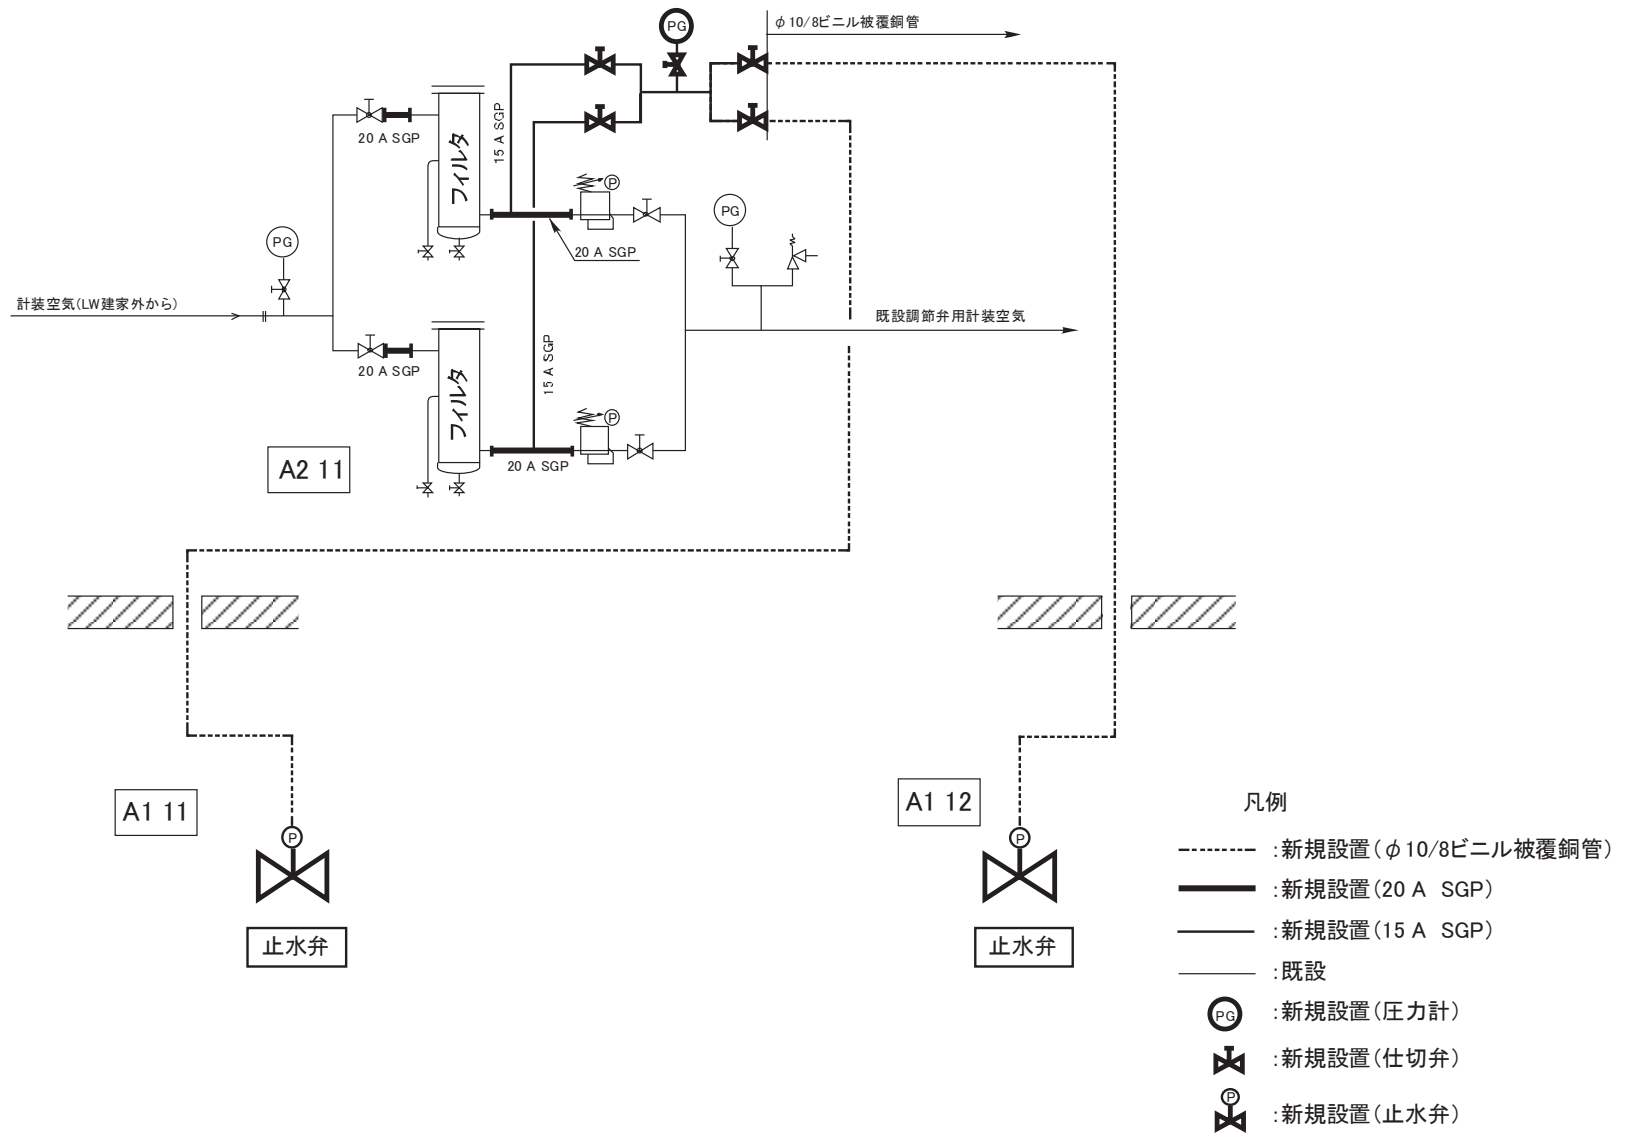 PG
φ10/8ビニル被覆銅管
20 A SGP
フィルタ
15 A SGP
P
PG
PG
20 A SGP
計装空気(LW建家外から)
既設調節弁用計装空気
20 A SGP
フィルタ
15 A SGP
P
20 A SGP
A2 11
A1 11
P
止水弁
A1 12
P
止水弁
凡例
:新規設置(φ10/8ビニル被覆銅管)
:新規設置(20 A SGP)
:新規設置(15 A SGP)
:既設
PG :新規設置(圧力計)
:新規設置(仕切弁)
P :新規設置(止水弁)